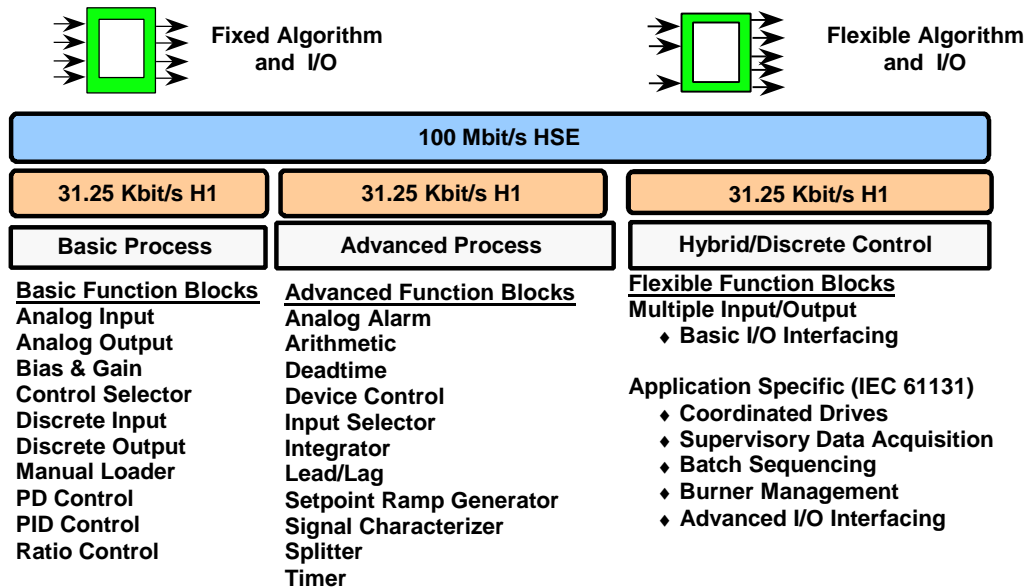 Fixed Algorithm
and I/O
Flexible Algorithm
and I/O
100 Mbit/s HSE
31.25 Kbit/s H1
31.25 Kbit/s H1
31.25 Kbit/s H1
Basic Process
Advanced Process
Hybrid/Discrete Control
Basic Function Blocks
Analog Input
Analog Output
Bias & Gain
Control Selector
Discrete Input
Discrete Output
Manual Loader
PD Control
PID Control
Ratio Control
Advanced Function Blocks
Analog Alarm
Arithmetic
Deadtime
Device Control
Input Selector
Integrator
Lead/Lag
Setpoint Ramp Generator
Signal Characterizer
Splitter
Timer
Flexible Function Blocks
Multiple Input/Output
♦ Basic I/O Interfacing
Application Specific (IEC 61131)
♦ Coordinated Drives
♦ Supervisory Data Acquisition
♦ Batch Sequencing
♦ Burner Management
♦ Advanced I/O Interfacing